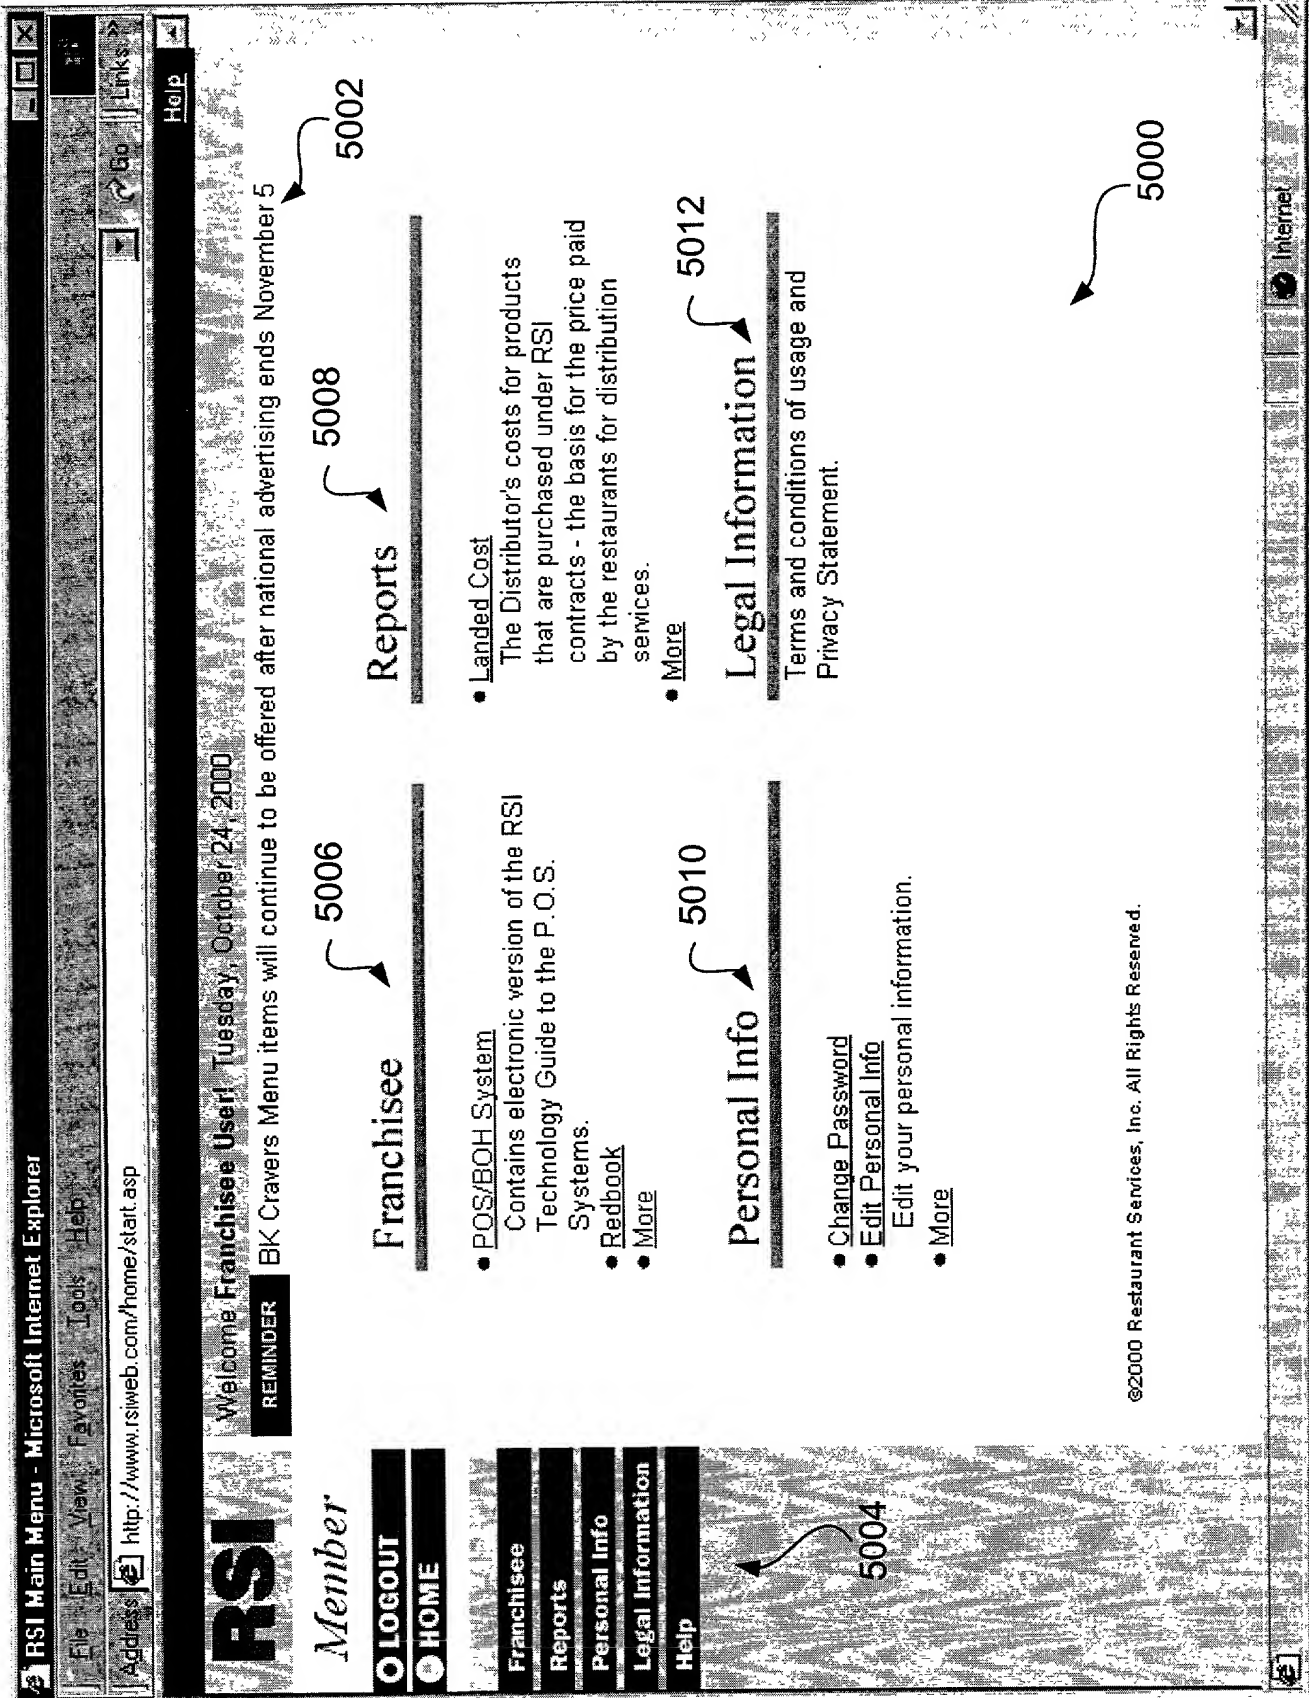 RSI Main Menu - Microsoft Internet Explorer
File Edit View Favorites Tools Help
Address http://www.rsiweb.com/home/start.asp Go Links »
Help
RSI
Welcome Franchisee User! Tuesday, October 24, 2000
REMINDER BK Cravers Menu items will continue to be offered after national advertising ends November 5
5002
Member
LOGOUT
HOME
Franchisee
Reports
Personal Info
Legal Information
Help
5004
Franchisee
5006
• POS/BOH System
Contains electronic version of the RSI
Technology Guide to the P.O.S.
Systems.
• Redbook
• More
Reports
5008
• Landed Cost
The Distributor's costs for products
that are purchased under RSI
contracts - the basis for the price paid
by the restaurants for distribution
services.
• More
Personal Info
5010
• Change Password
• Edit Personal Info
Edit your personal information.
• More
Legal Information
5012
Terms and conditions of usage and
Privacy Statement.
5000
©2000 Restaurant Services, Inc. All Rights Reserved.
Internet